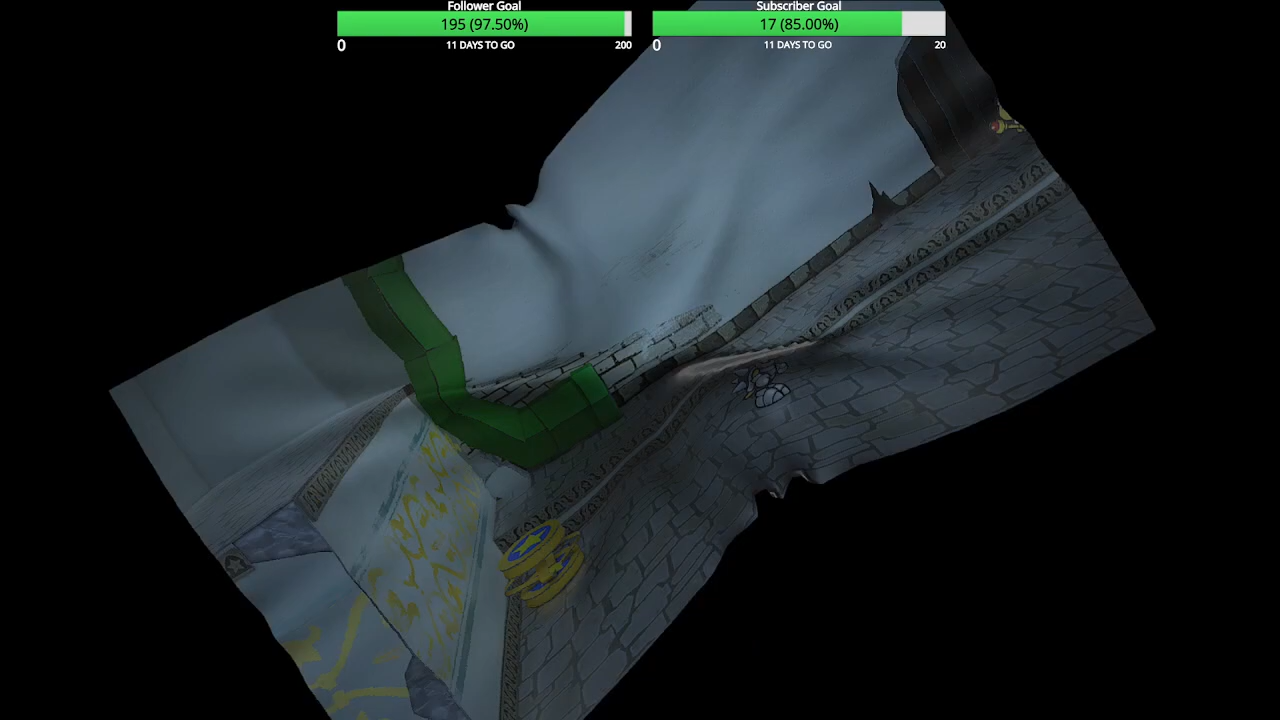 Follower Goal
195 (97.50%)
0
11 DAYS TO GO
200
Subscriber Goal
17 (85.00%)
0
11 DAYS TO GO
20